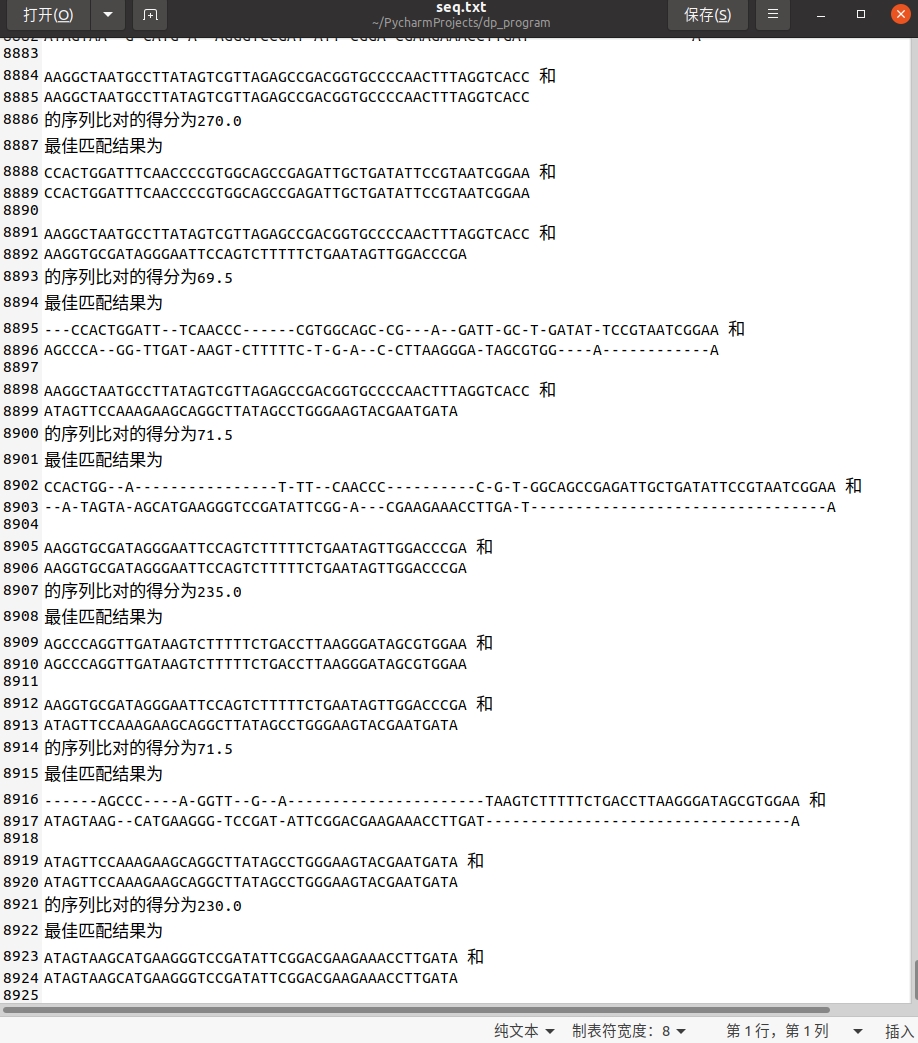 打开(O)
seq.txt
~/PycharmProjects/dp_program
保存(S)
8883
8884 AAGGCTAATGCCTTATAGTCGTTAGAGCCGACGGTGCCCCAACTTTAGGTCACC 和
8885 AAGGCTAATGCCTTATAGTCGTTAGAGCCGACGGTGCCCCAACTTTAGGTCACC
8886 的序列比对的得分为270.0
8887 最佳匹配结果为
8888 CCACTGGATTTCAACCCCGTGGCAGCCGAGATTGCTGATATTCCGTAATCGGAA 和
8889 CCACTGGATTTCAACCCCGTGGCAGCCGAGATTGCTGATATTCCGTAATCGGAA
8890
8891 AAGGCTAATGCCTTATAGTCGTTAGAGCCGACGGTGCCCCAACTTTAGGTCACC 和
8892 AAGGTGCGATAGGGAATTCCAGTCTTTTTCTGAATAGTTGGACCCGA
8893 的序列比对的得分为69.5
8894 最佳匹配结果为
8895 ---CCACTGGATT--TCAACCC------CGTGGCAGC-CG---A--GATT-GC-T-GATAT-TCCGTAATCGGAA 和
8896 AGCCCA--GG-TTGAT-AAGT-CTTTTTC-T-G-A--C-CTTAAGGGA-TAGCGTGG----A------------A
8897
8898 AAGGCTAATGCCTTATAGTCGTTAGAGCCGACGGTGCCCCAACTTTAGGTCACC 和
8899 ATAGTTCCAAAGAAGCAGGCTTATAGCCTGGGAAGTACGAATGATA
8900 的序列比对的得分为71.5
8901 最佳匹配结果为
8902 CCACTGG--A----------------T-TT--CAACCC----------C-G-T-GGCAGCCGAGATTGCTGATATTCCGTAATCGGAA 和
8903 --A-TAGTA-AGCATGAAGGGTCCGATATTCGG-A---CGAAGAAACCTTGA-T---------------------------------A
8904
8905 AAGGTGCGATAGGGAATTCCAGTCTTTTTCTGAATAGTTGGACCCGA 和
8906 AAGGTGCGATAGGGAATTCCAGTCTTTTTCTGAATAGTTGGACCCGA
8907 的序列比对的得分为235.0
8908 最佳匹配结果为
8909 AGCCCAGGTTGATAAGTCTTTTTCTGACCTTAAGGGATAGCGTGGAA 和
8910 AGCCCAGGTTGATAAGTCTTTTTCTGACCTTAAGGGATAGCGTGGAA
8911
8912 AAGGTGCGATAGGGAATTCCAGTCTTTTTCTGAATAGTTGGACCCGA 和
8913 ATAGTTCCAAAGAAGCAGGCTTATAGCCTGGGAAGTACGAATGATA
8914 的序列比对的得分为71.5
8915 最佳匹配结果为
8916 ------AGCCC----A-GGTT--G--A----------------------TAAGTCTTTTTCTGACCTTAAGGGATAGCGTGGAA 和
8917 ATAGTAAG--CATGAAGGG-TCCGAT-ATTCGGACGAAGAAACCTTGAT----------------------------------A
8918
8919 ATAGTTCCAAAGAAGCAGGCTTATAGCCTGGGAAGTACGAATGATA 和
8920 ATAGTTCCAAAGAAGCAGGCTTATAGCCTGGGAAGTACGAATGATA
8921 的序列比对的得分为230.0
8922 最佳匹配结果为
8923 ATAGTAAGCATGAAGGGTCCGATATTCGGACGAAGAAACCTTGATA 和
8924 ATAGTAAGCATGAAGGGTCCGATATTCGGACGAAGAAACCTTGATA
8925
纯文本 制表符宽度：8 第 1 行，第 1 列 插入